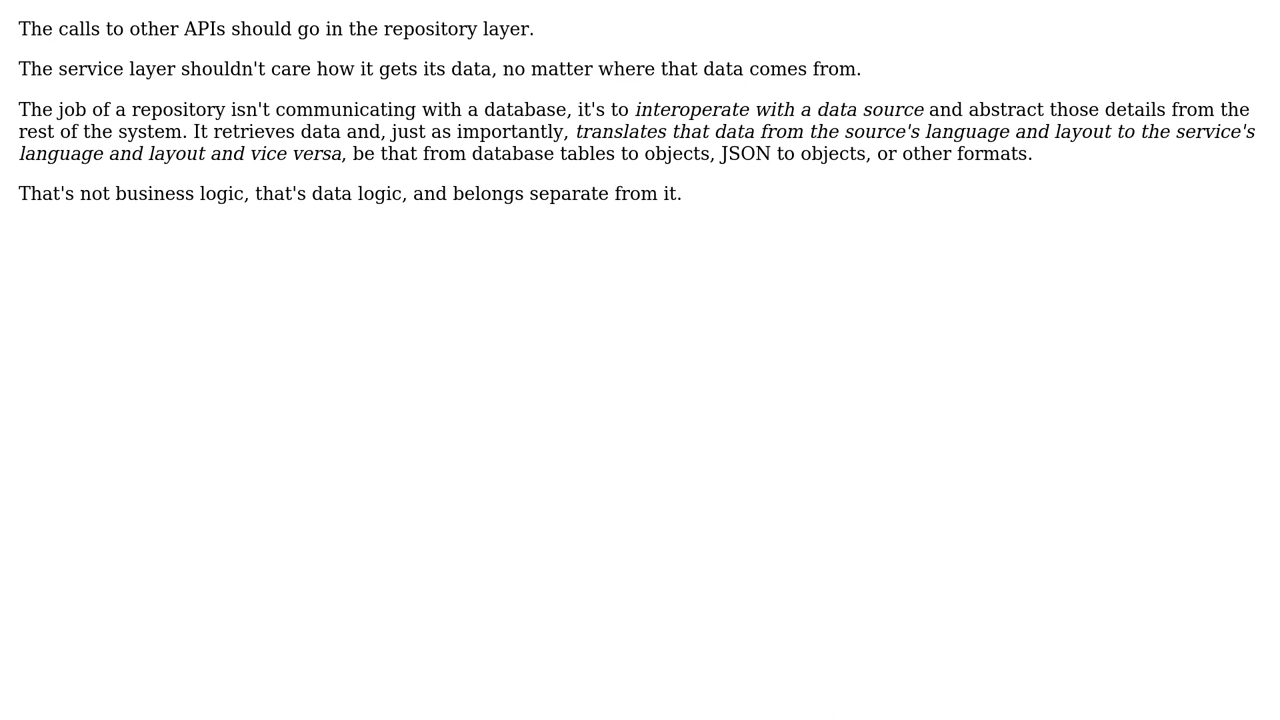 The calls to other APIs should go in the repository layer.
The service layer shouldn't care how it gets its data, no matter where that data comes from.
The job of a repository isn't communicating with a database, it's to interoperate with a data source and abstract those details from the
rest of the system. It retrieves data and, just as importantly, translates that data from the source's language and layout to the service's
language and layout and vice versa, be that from database tables to objects, JSON to objects, or other formats.
That's not business logic, that's data logic, and belongs separate from it.